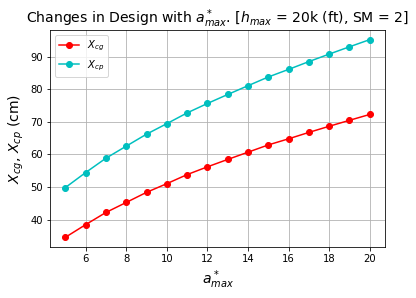 Changes in Design with a*max. [hmax = 20k (ft), SM = 2]
Xcg
Xcp
Xcg, Xcp (cm)
90
80
70
60
50
40
6 8 10 12 14 16 18 20
a*max